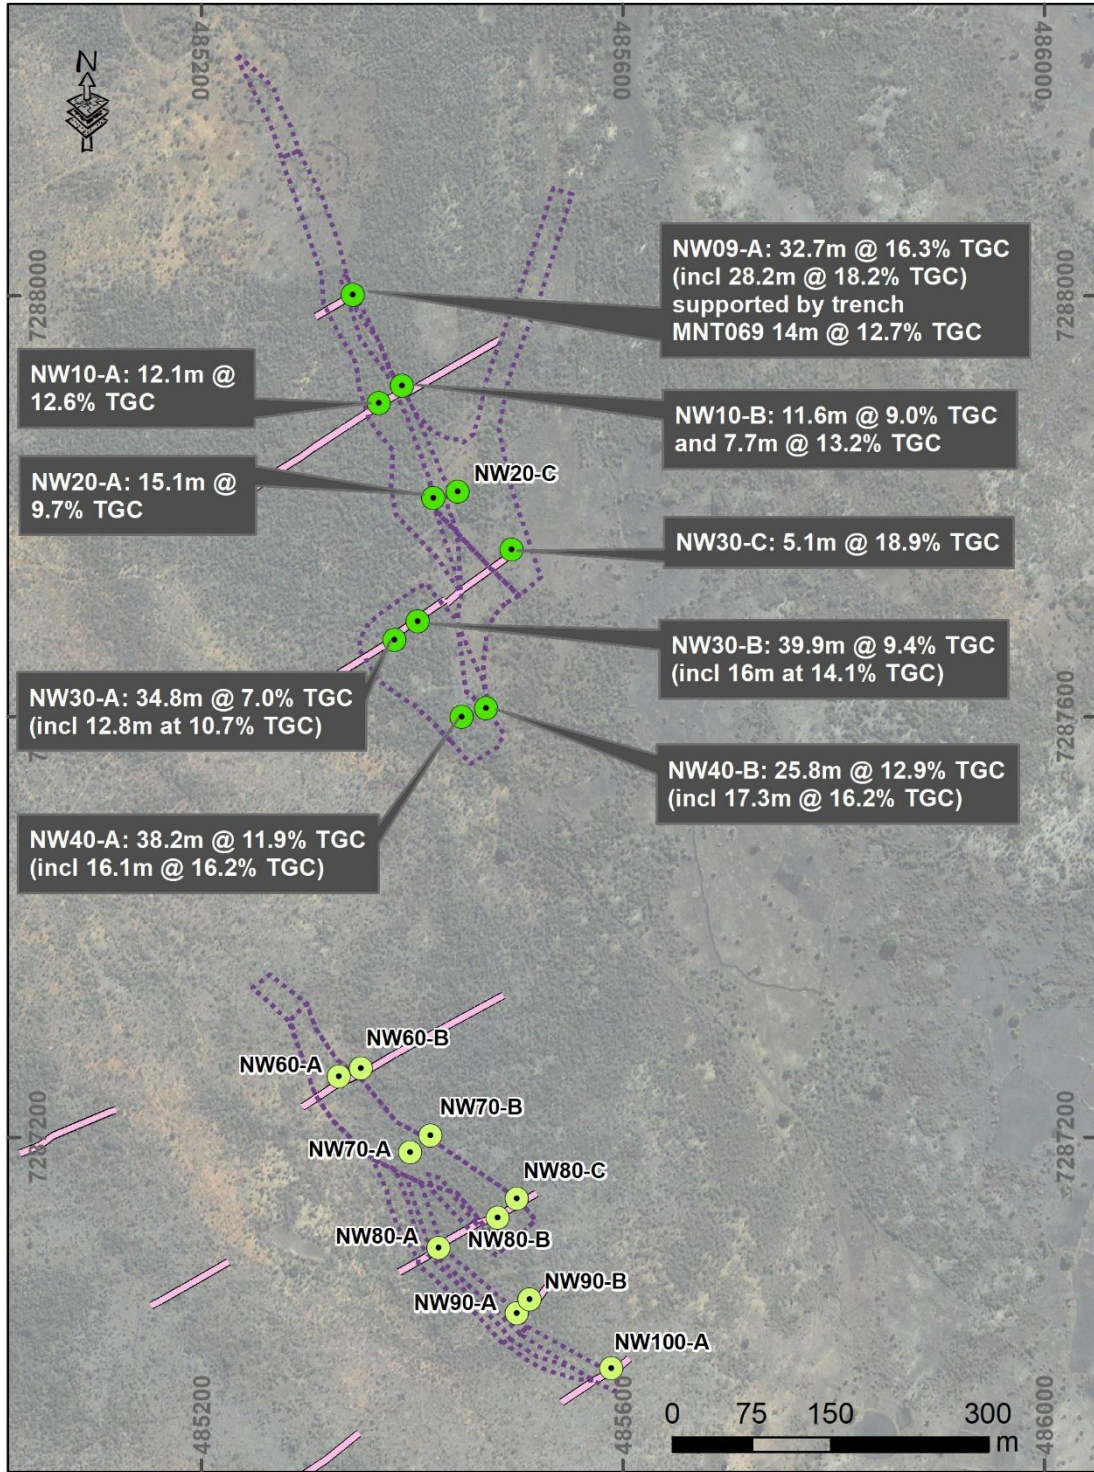 485200
485600
486000
N
NW09-A: 32.7m @ 16.3% TGC
(incl 28.2m @ 18.2% TGC)
supported by trench
MNT069 14m @ 12.7% TGC
7288000
7288000
NW10-A: 12.1m @
12.6% TGC
NW10-B: 11.6m @ 9.0% TGC
and 7.7m @ 13.2% TGC
NW20-A: 15.1m @
9.7% TGC
NW20-C
NW30-C: 5.1m @ 18.9% TGC
NW30-B: 39.9m @ 9.4% TGC
(incl 16m at 14.1% TGC)
NW30-A: 34.8m @ 7.0% TGC
(incl 12.8m at 10.7% TGC)
7287600
NW40-B: 25.8m @ 12.9% TGC
(incl 17.3m @ 16.2% TGC)
NW40-A: 38.2m @ 11.9% TGC
(incl 16.1m @ 16.2% TGC)
NW60-B
NW60-A
NW70-B
NW70-A
7287200
7287200
NW80-C
NW80-A
NW80-B
NW90-B
NW90-A
NW100-A
485200
485600
486000
0 75 150 300
m